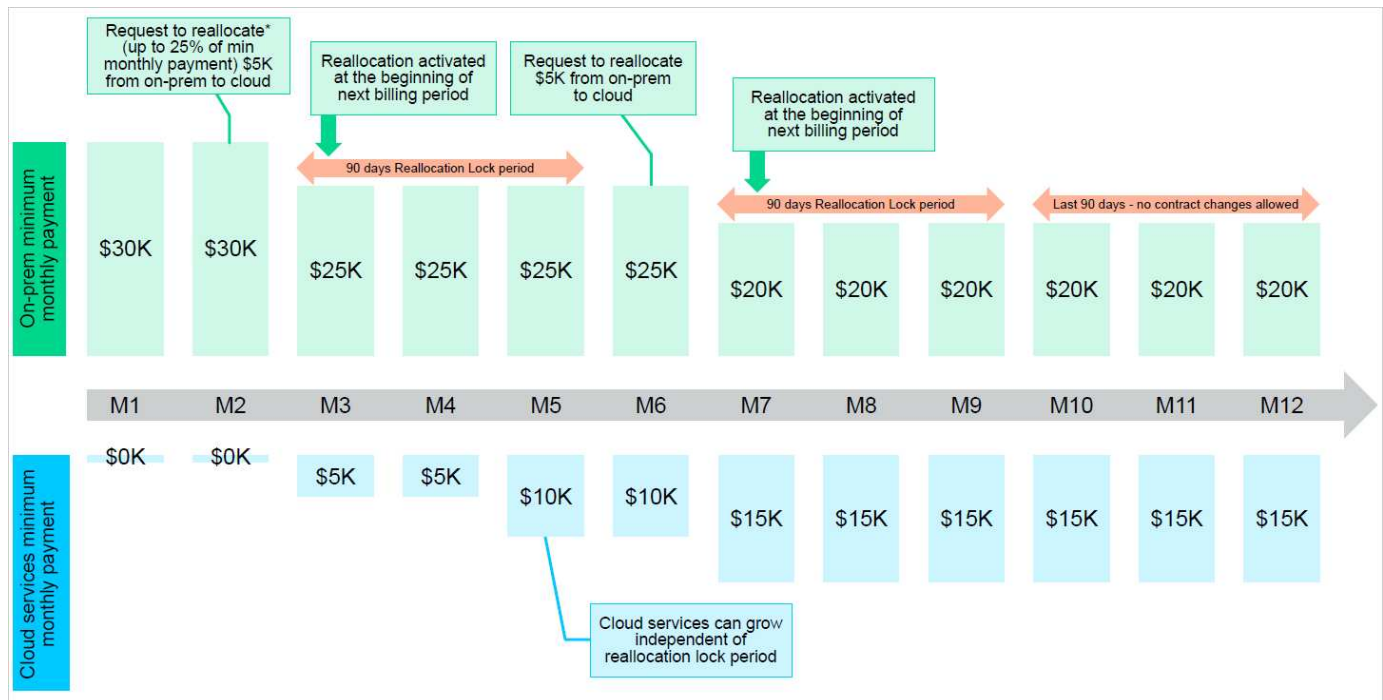 Request to reallocate*
(up to 25% of min
monthly payment) $5K
from on-prem to cloud
Reallocation activated
at the beginning of
next billing period
Request to reallocate
$5K from on-prem
to cloud
Reallocation activated
at the beginning of
next billing period
On-prem minimum
monthly payment
90 days Reallocation Lock period
90 days Reallocation Lock period
Last 90 days - no contract changes allowed
$30K
$30K
$25K
$25K
$25K
$25K
$20K
$20K
$20K
$20K
$20K
$20K
M1
M2
M3
M4
M5
M6
M7
M8
M9
M10
M11
M12
Cloud services minimum
monthly payment
$0K
$0K
$5K
$5K
$10K
$10K
$15K
$15K
$15K
$15K
$15K
$15K
Cloud services can grow
independent of
reallocation lock period